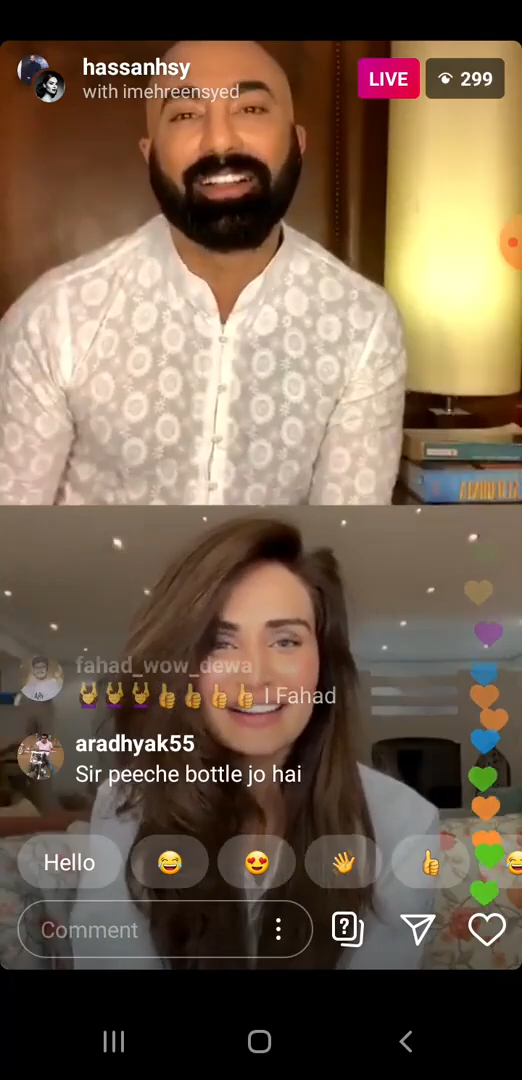 hassanhsy
with imehreensyed
LIVE
299
fahad_wow_dewa
💆💆💆👍👍👍👍 I Fahad
aradhyak55
Sir peeche bottle jo hai
Hello 😂 😍 👋 👍 😂
Comment